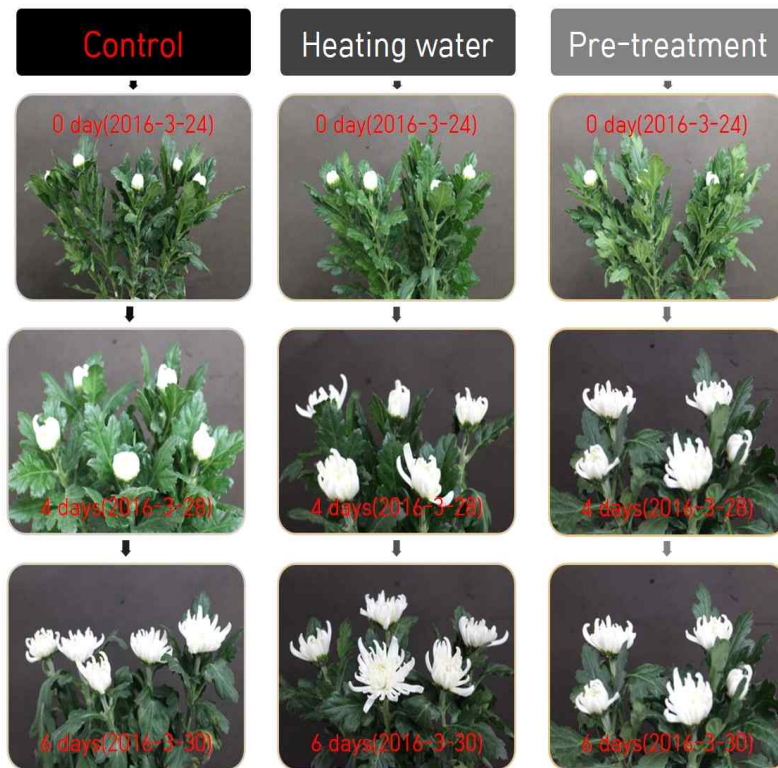 Control
Heating water
Pre-treatment
0 day(2016-3-24)
0 day(2016-3-24)
0 day(2016-3-24)
4 days(2016-3-28)
4 days(2016-3-28)
4 days(2016-3-28)
6 days(2016-3-30)
6 days(2016-3-30)
6 days(2016-3-30)